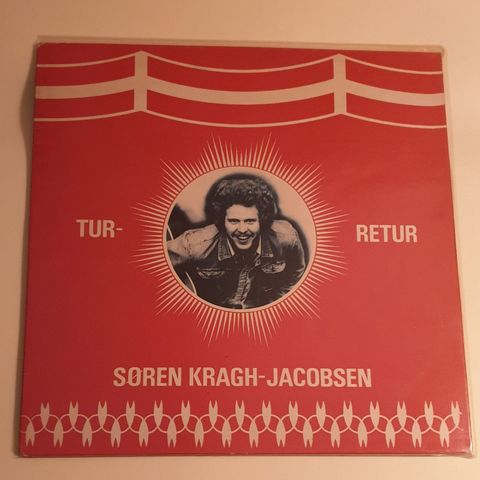 TUR- RETUR
SØREN KRAGH-JACOBSEN